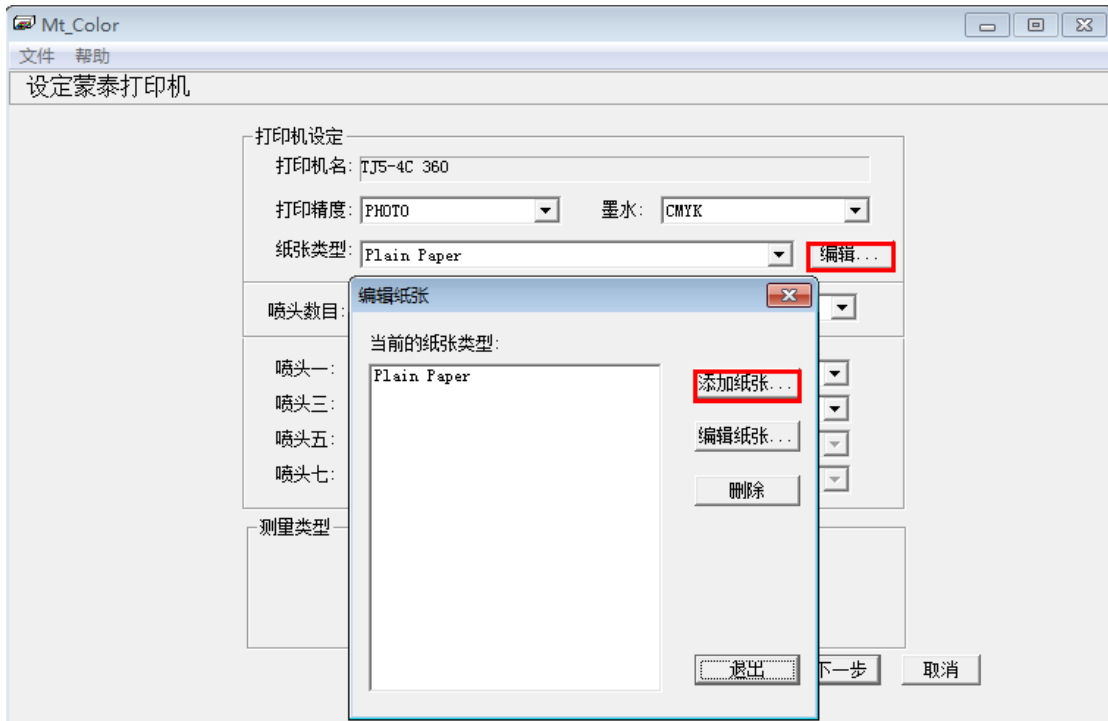 Mt_Color
文件 帮助
设定蒙泰打印机
打印机设定
打印机名: TJ5-4C 360
打印精度: PHOTO 墨水: CMYK
纸张类型: Plain Paper 编辑...
编辑纸张
喷头数目:
当前的纸张类型:
Plain Paper
添加纸张...
喷头一:
喷头三:
编辑纸张...
喷头五:
喷头七:
删除
测量类型
退出 下一步 取消